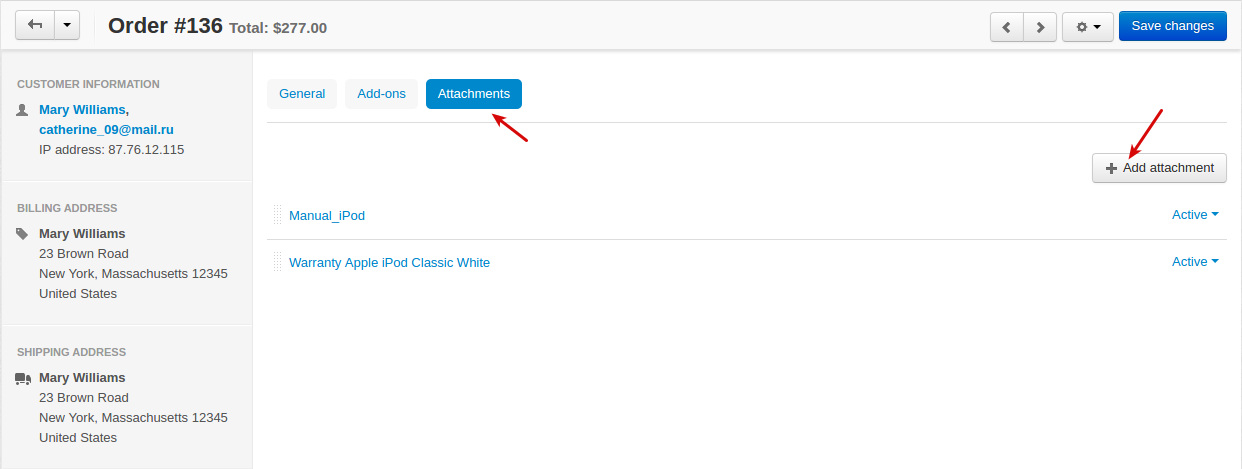 Order #136 Total: $277.00
Save changes
CUSTOMER INFORMATION
Mary Williams,
catherine_09@mail.ru
IP address: 87.76.12.115
BILLING ADDRESS
Mary Williams
23 Brown Road
New York, Massachusetts 12345
United States
SHIPPING ADDRESS
Mary Williams
23 Brown Road
New York, Massachusetts 12345
United States
General Add-ons Attachments
Add attachment
Manual_iPod Active
Warranty Apple iPod Classic White Active